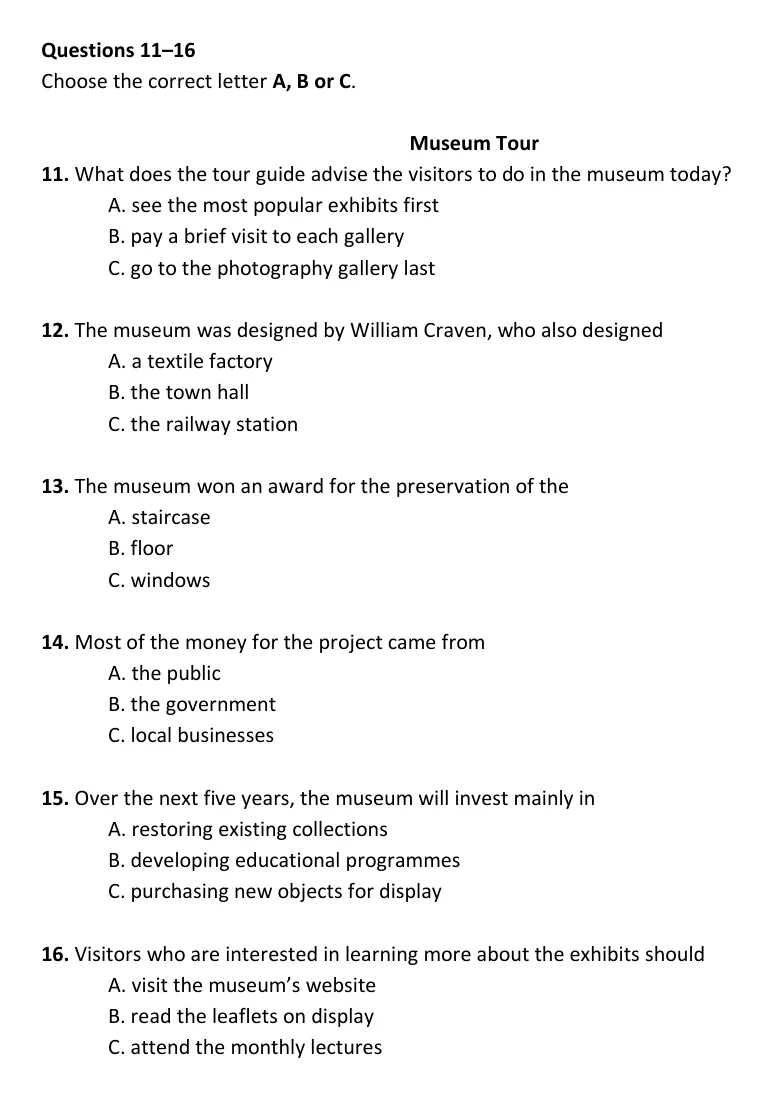 Questions 11–16
Choose the correct letter A, B or C.
Museum Tour
11. What does the tour guide advise the visitors to do in the museum today?
A. see the most popular exhibits first
B. pay a brief visit to each gallery
C. go to the photography gallery last
12. The museum was designed by William Craven, who also designed
A. a textile factory
B. the town hall
C. the railway station
13. The museum won an award for the preservation of the
A. staircase
B. floor
C. windows
14. Most of the money for the project came from
A. the public
B. the government
C. local businesses
15. Over the next five years, the museum will invest mainly in
A. restoring existing collections
B. developing educational programmes
C. purchasing new objects for display
16. Visitors who are interested in learning more about the exhibits should
A. visit the museum’s website
B. read the leaflets on display
C. attend the monthly lectures